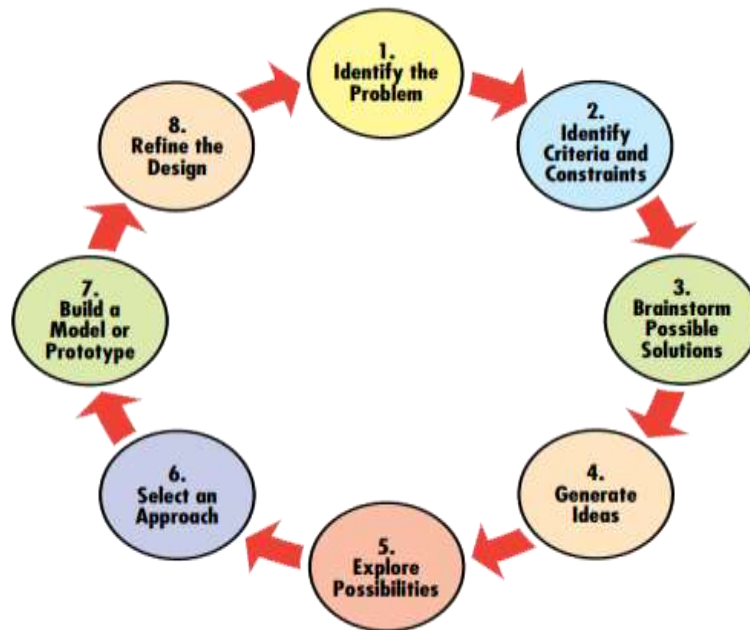 1.
Identify the
Problem
2.
Identify
Criteria and
Constraints
3.
Brainstorm
Possible
Solutions
4.
Generate
Ideas
5.
Explore
Possibilities
6.
Select an
Approach
7.
Build a
Model or
Prototype
8.
Refine the
Design